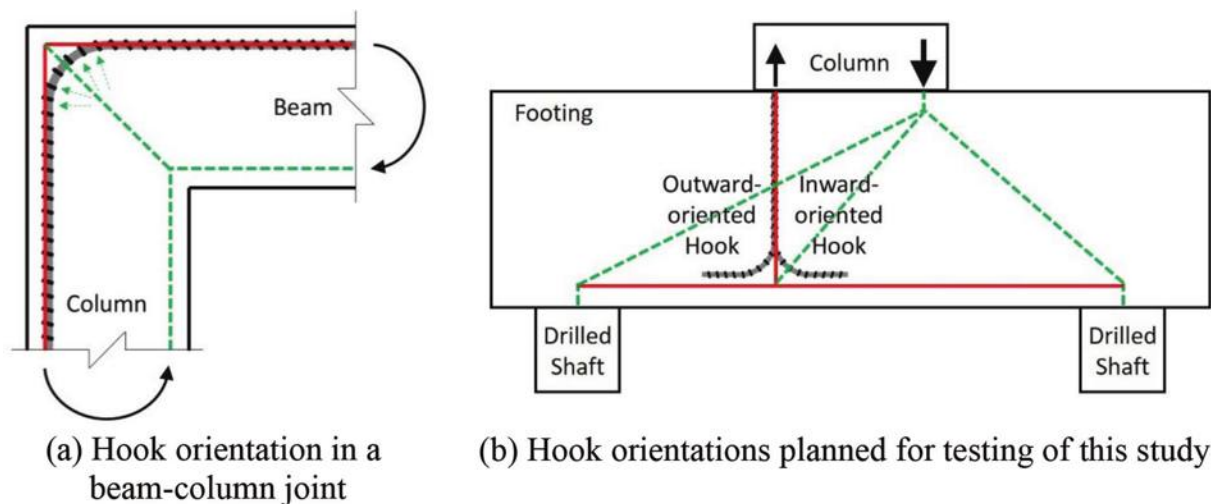 Beam
Column
(a) Hook orientation in a
beam-column joint
Column
Footing
Outward-
oriented
Hook
Inward-
oriented
Hook
Drilled
Shaft
Drilled
Shaft
(b) Hook orientations planned for testing of this study